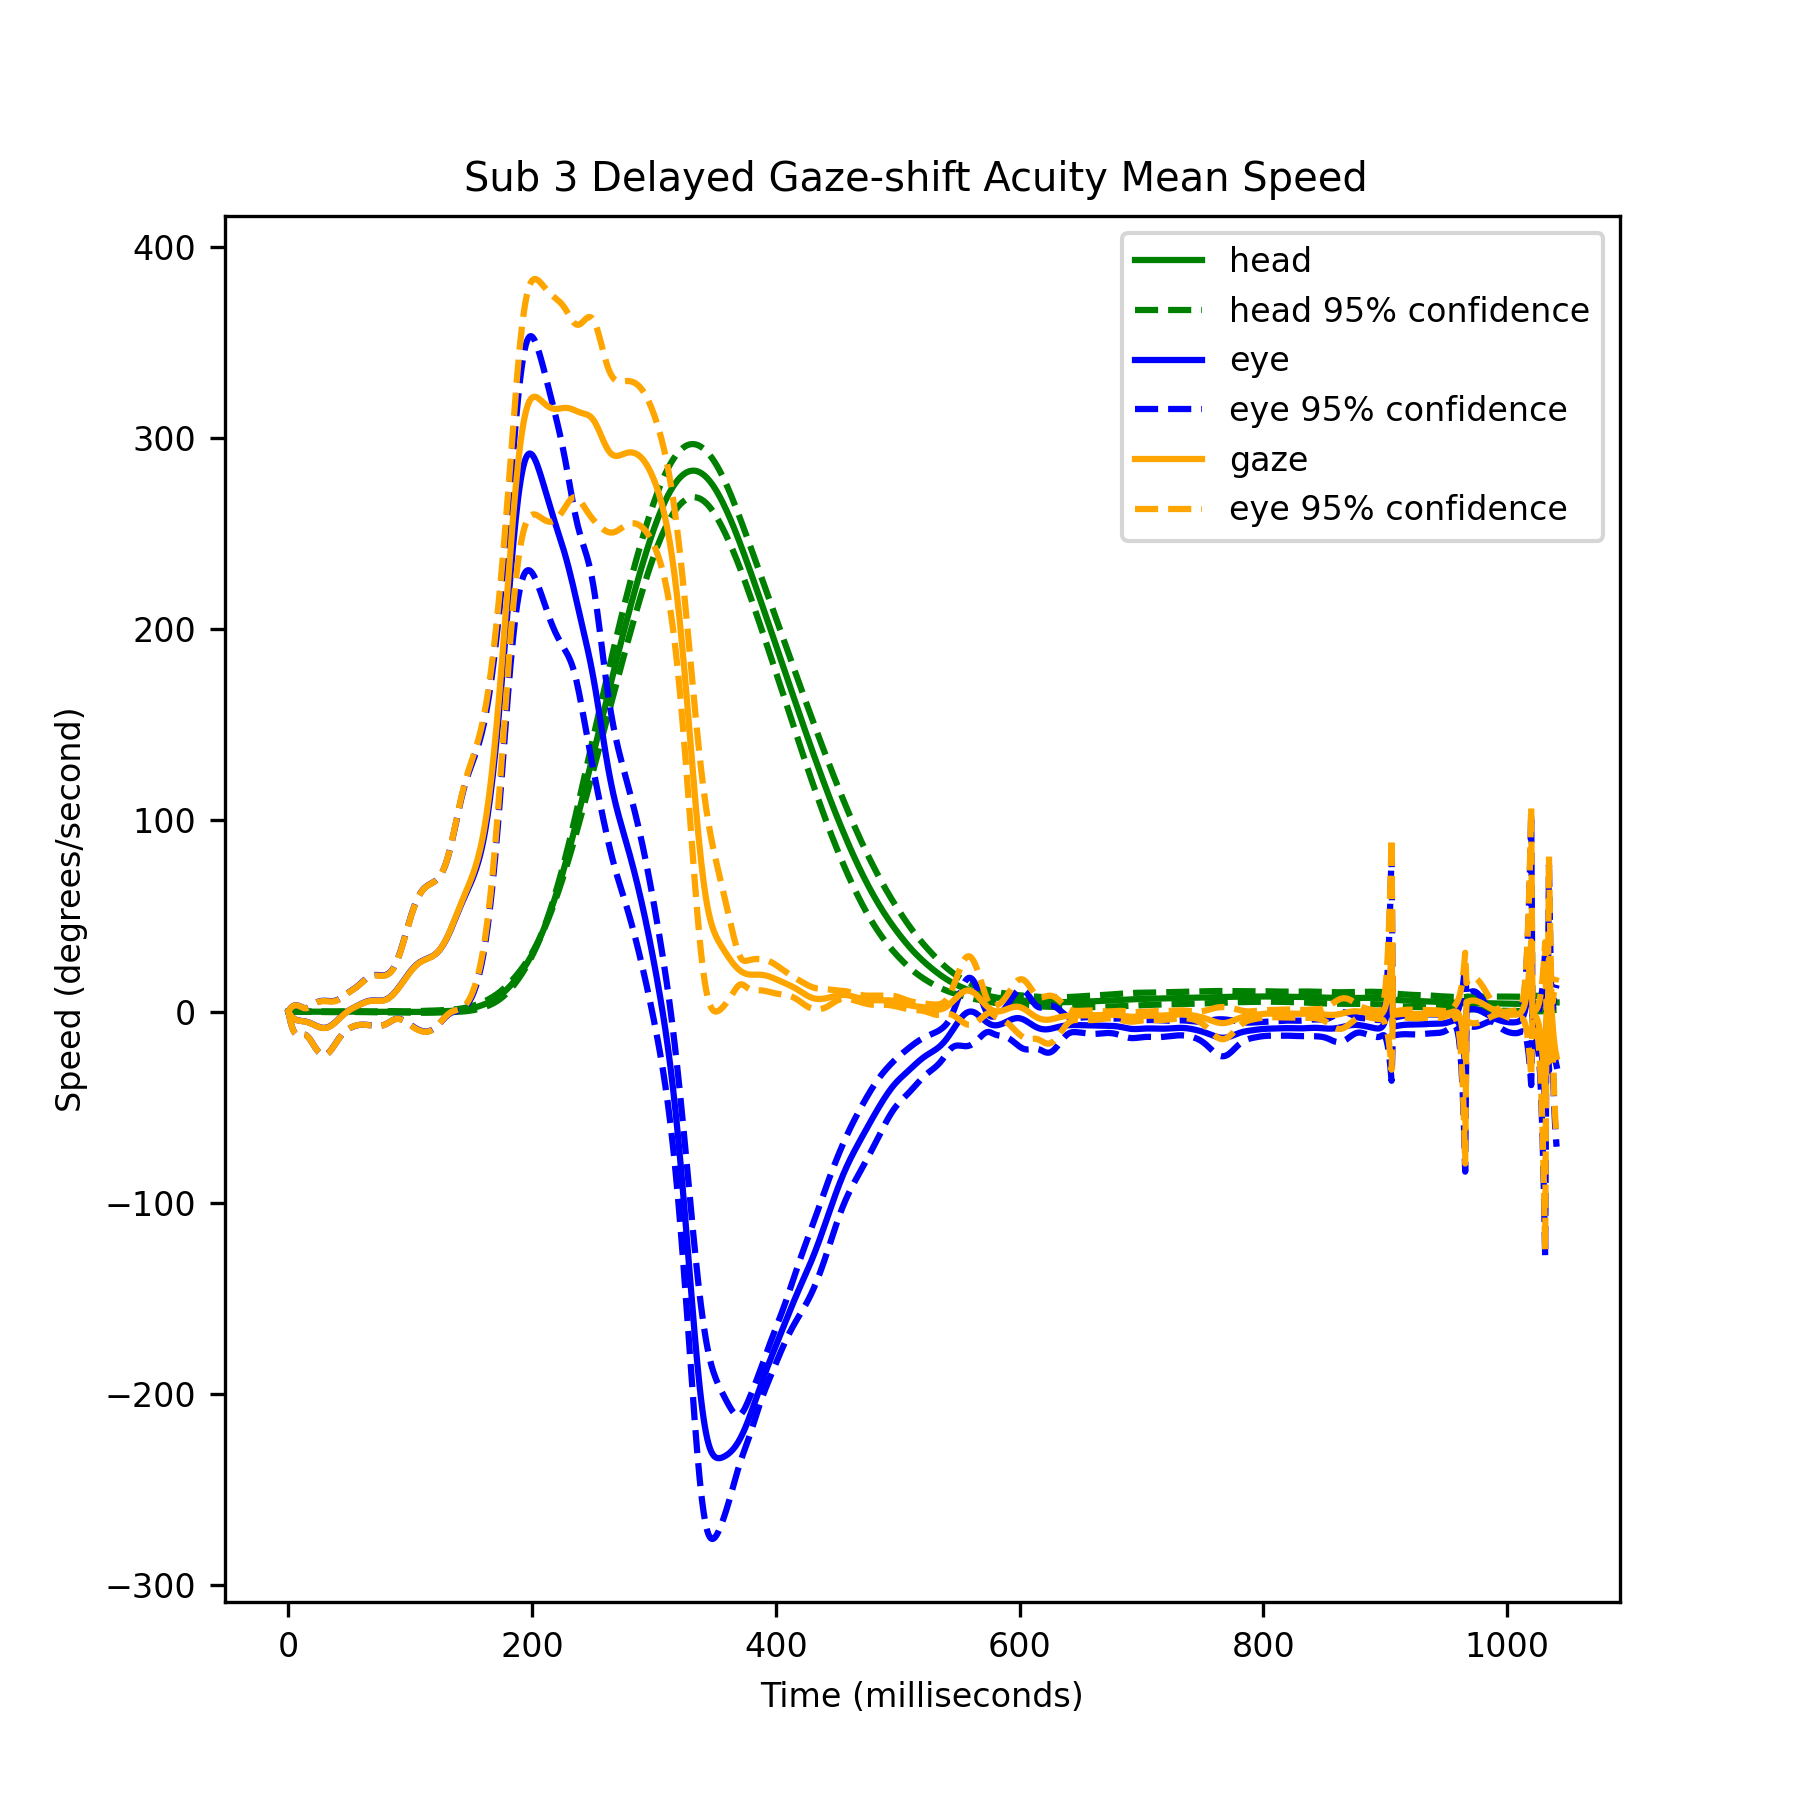 Sub 3 Delayed Gaze-shift Acuity Mean Speed
400
300
200
100
0
−100
−200
−300
Speed (degrees/second)
head
head 95% confidence
eye
eye 95% confidence
gaze
eye 95% confidence
0 200 400 600 800 1000
Time (milliseconds)